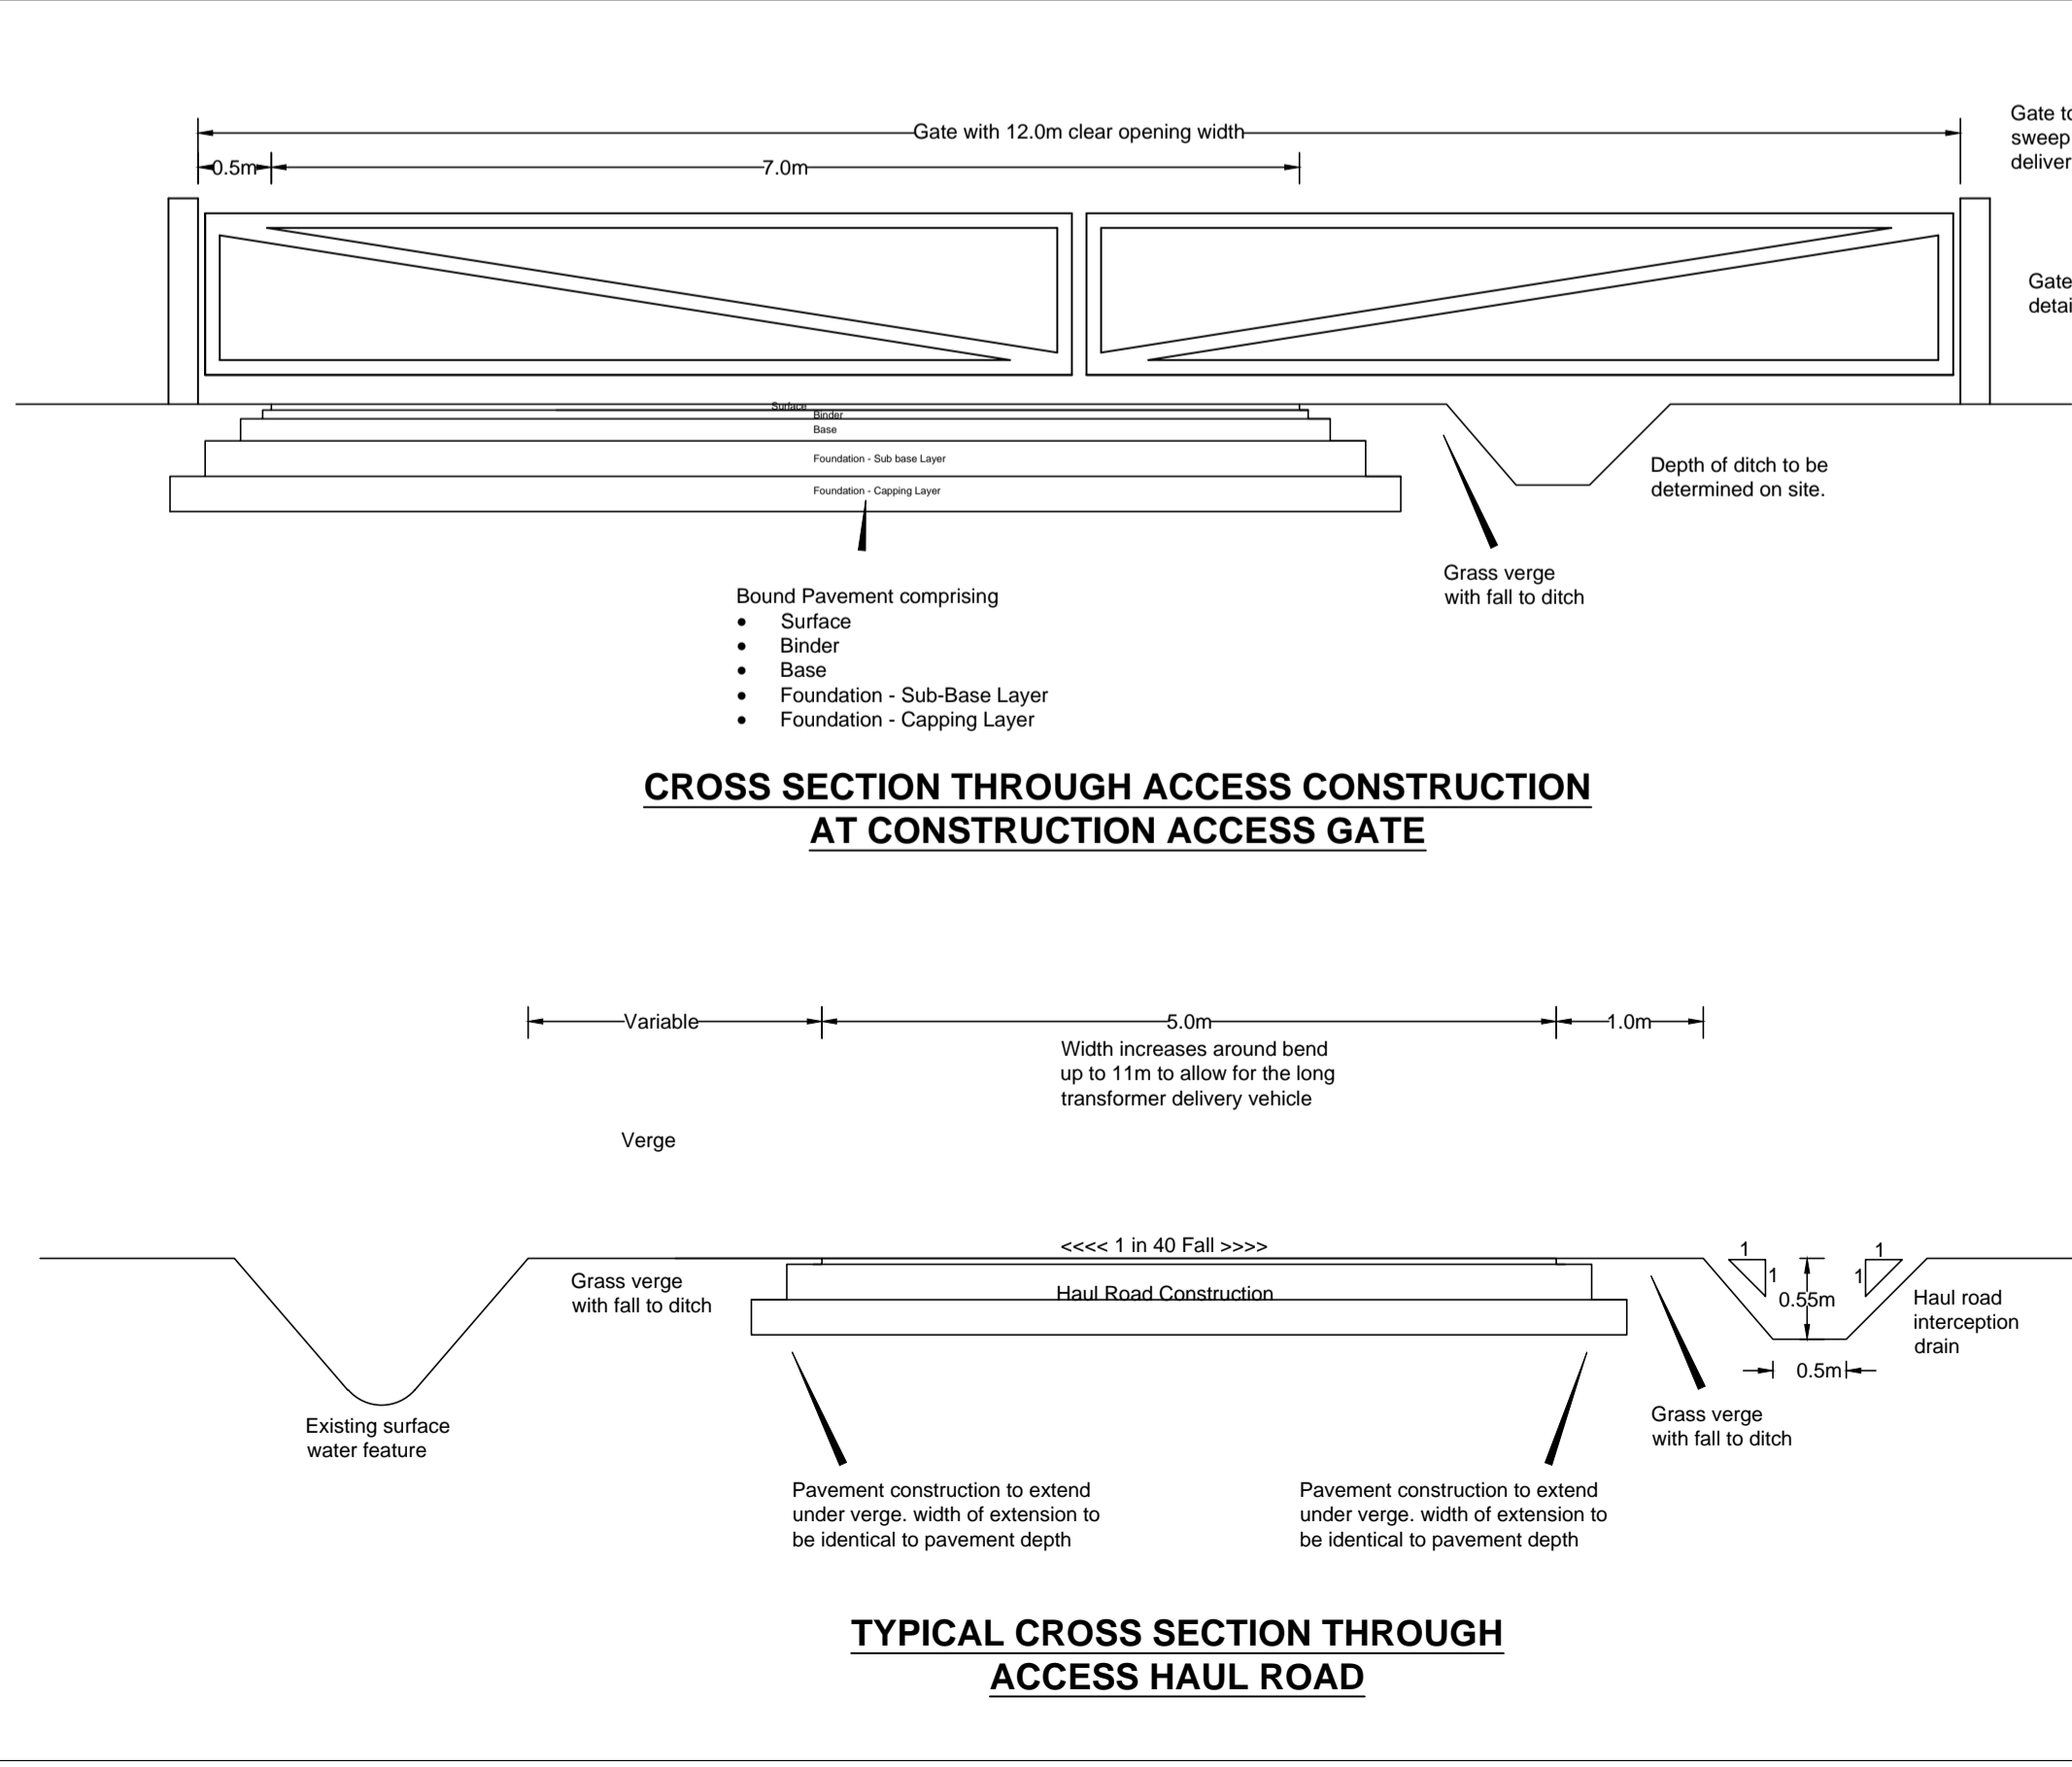 Gate with 12.0m clear opening width
0.5m
7.0m
Gate
sweep
deliver
Gate
Surface
Binder
Base
Foundation - Sub base Layer
Foundation - Capping Layer
Depth of ditch to be
determined on site.
Grass verge
with fall to ditch
Bound Pavement comprising
• Surface
• Binder
• Base
• Foundation - Sub-Base Layer
• Foundation - Capping Layer
CROSS SECTION THROUGH ACCESS CONSTRUCTION
AT CONSTRUCTION ACCESS GATE
Variable
5.0m
1.0m
Width increases around bend
up to 11m to allow for the long
transformer delivery vehicle
Verge
<<<< 1 in 40 Fall >>>>
Grass verge
with fall to ditch
Haul Road Construction
1
1
1
1
0.55m
0.5m
Haul road
interception
drain
Existing surface
water feature
Grass verge
with fall to ditch
Pavement construction to extend
under verge. width of extension to
be identical to pavement depth
Pavement construction to extend
under verge. width of extension to
be identical to pavement depth
TYPICAL CROSS SECTION THROUGH
ACCESS HAUL ROAD